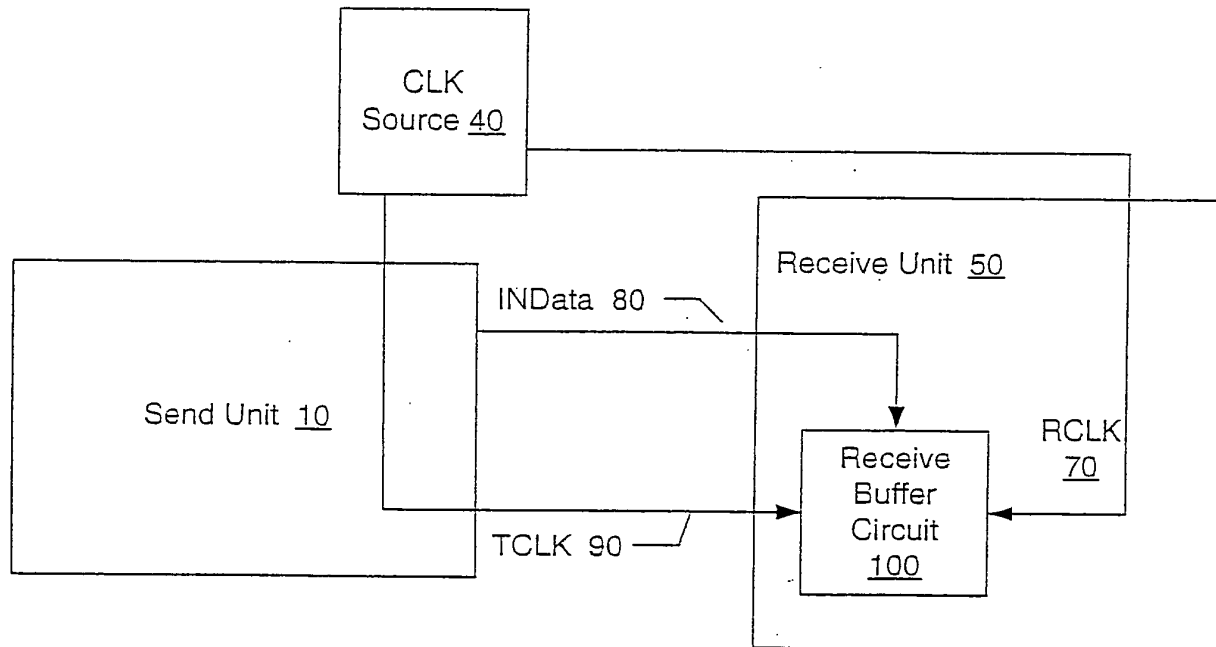 CLK
Source 40
Receive Unit 50
INData 80
Send Unit 10
RCLK
70
Receive
Buffer
Circuit
100
TCLK 90